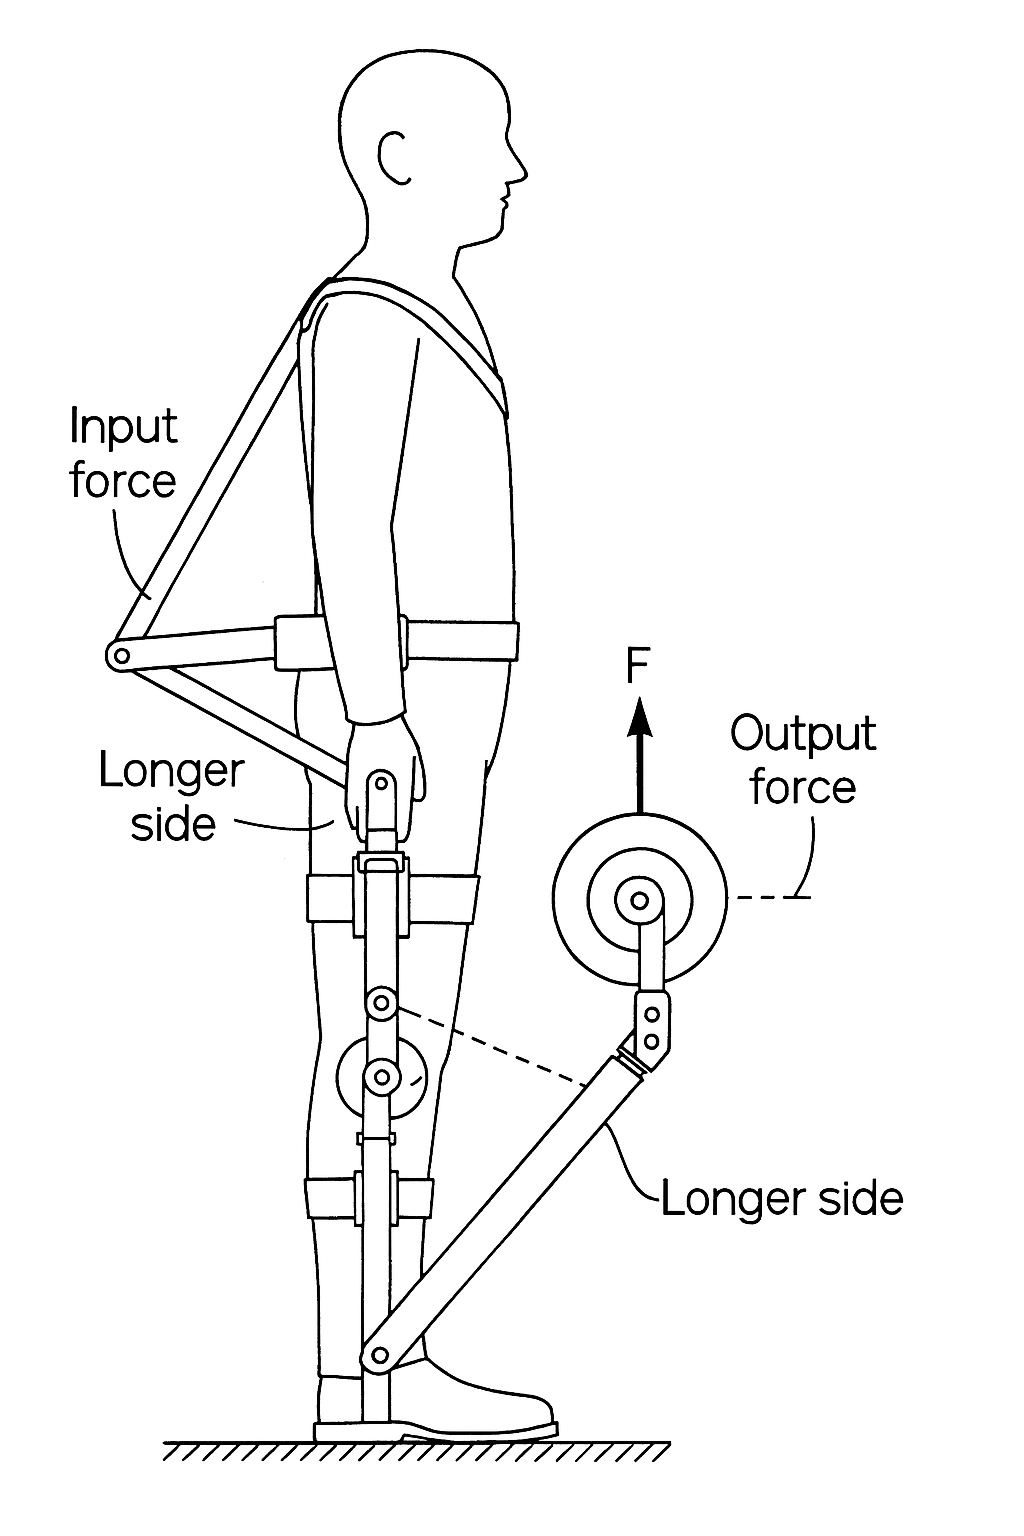 Input
force
F
Output
force
Longer
side
Longer side